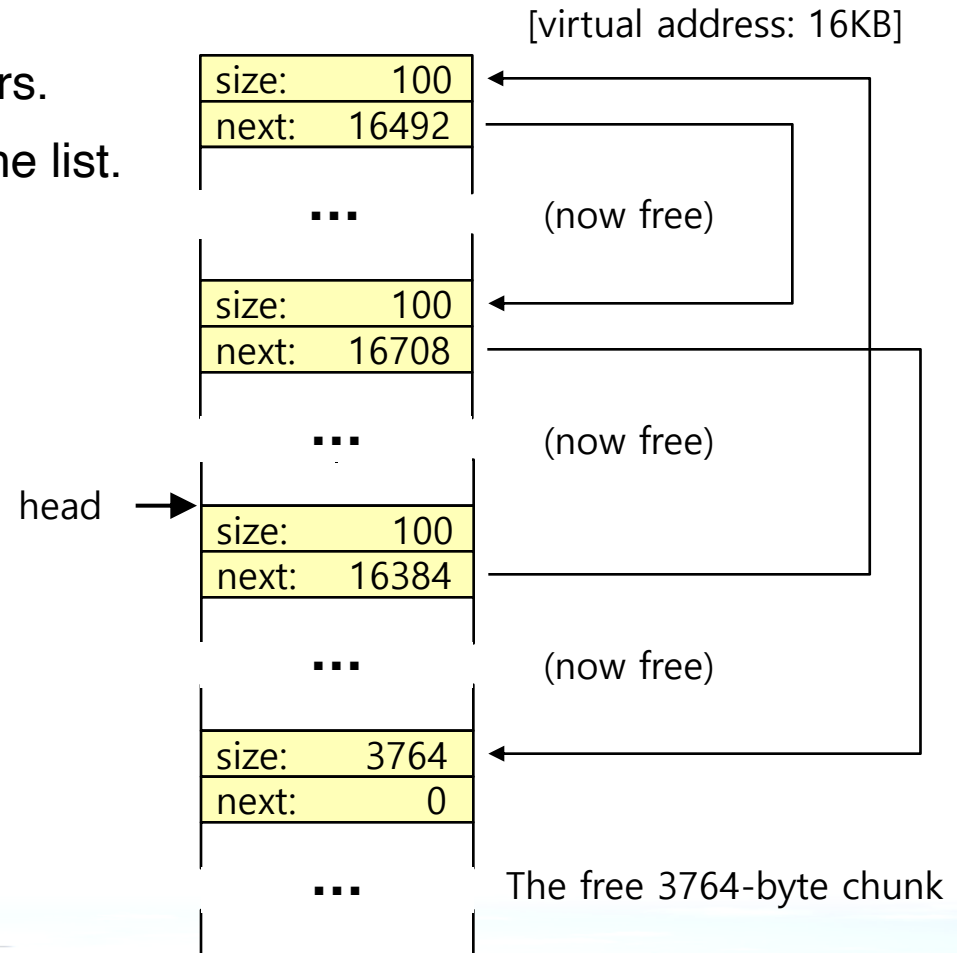 [virtual address: 16KB]
rs.
ne list.
size: 100
next: 16492
...
(now free)
size: 100
next: 16708
...
(now free)
head
size: 100
next: 16384
...
(now free)
size: 3764
next: 0
...
The free 3764-byte chunk